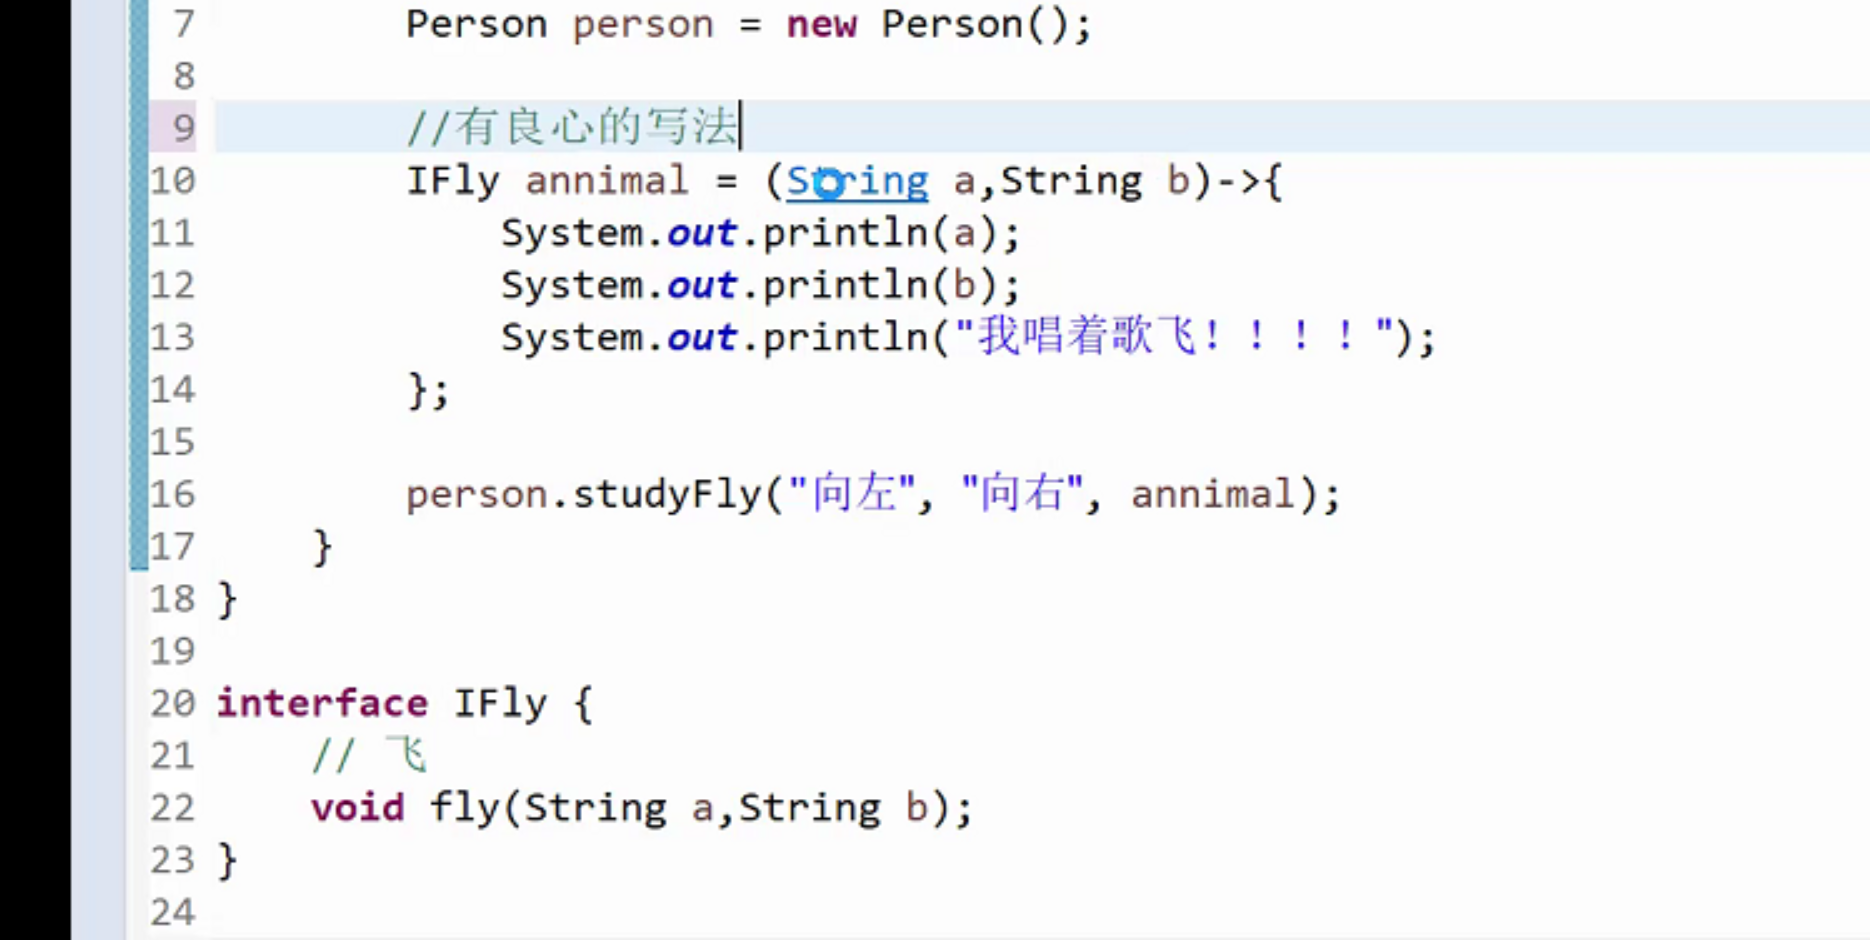 7 Person person = new Person();
8
9 //有良心的写法
10 IFly annimal = (String a,String b)->{
11 System.out.println(a);
12 System.out.println(b);
13 System.out.println("我唱着歌飞！！！！");
14 };
15
16 person.studyFly("向左", "向右", annimal);
17 }
18 }
19
20 interface IFly {
21 // 飞
22 void fly(String a,String b);
23 }
24